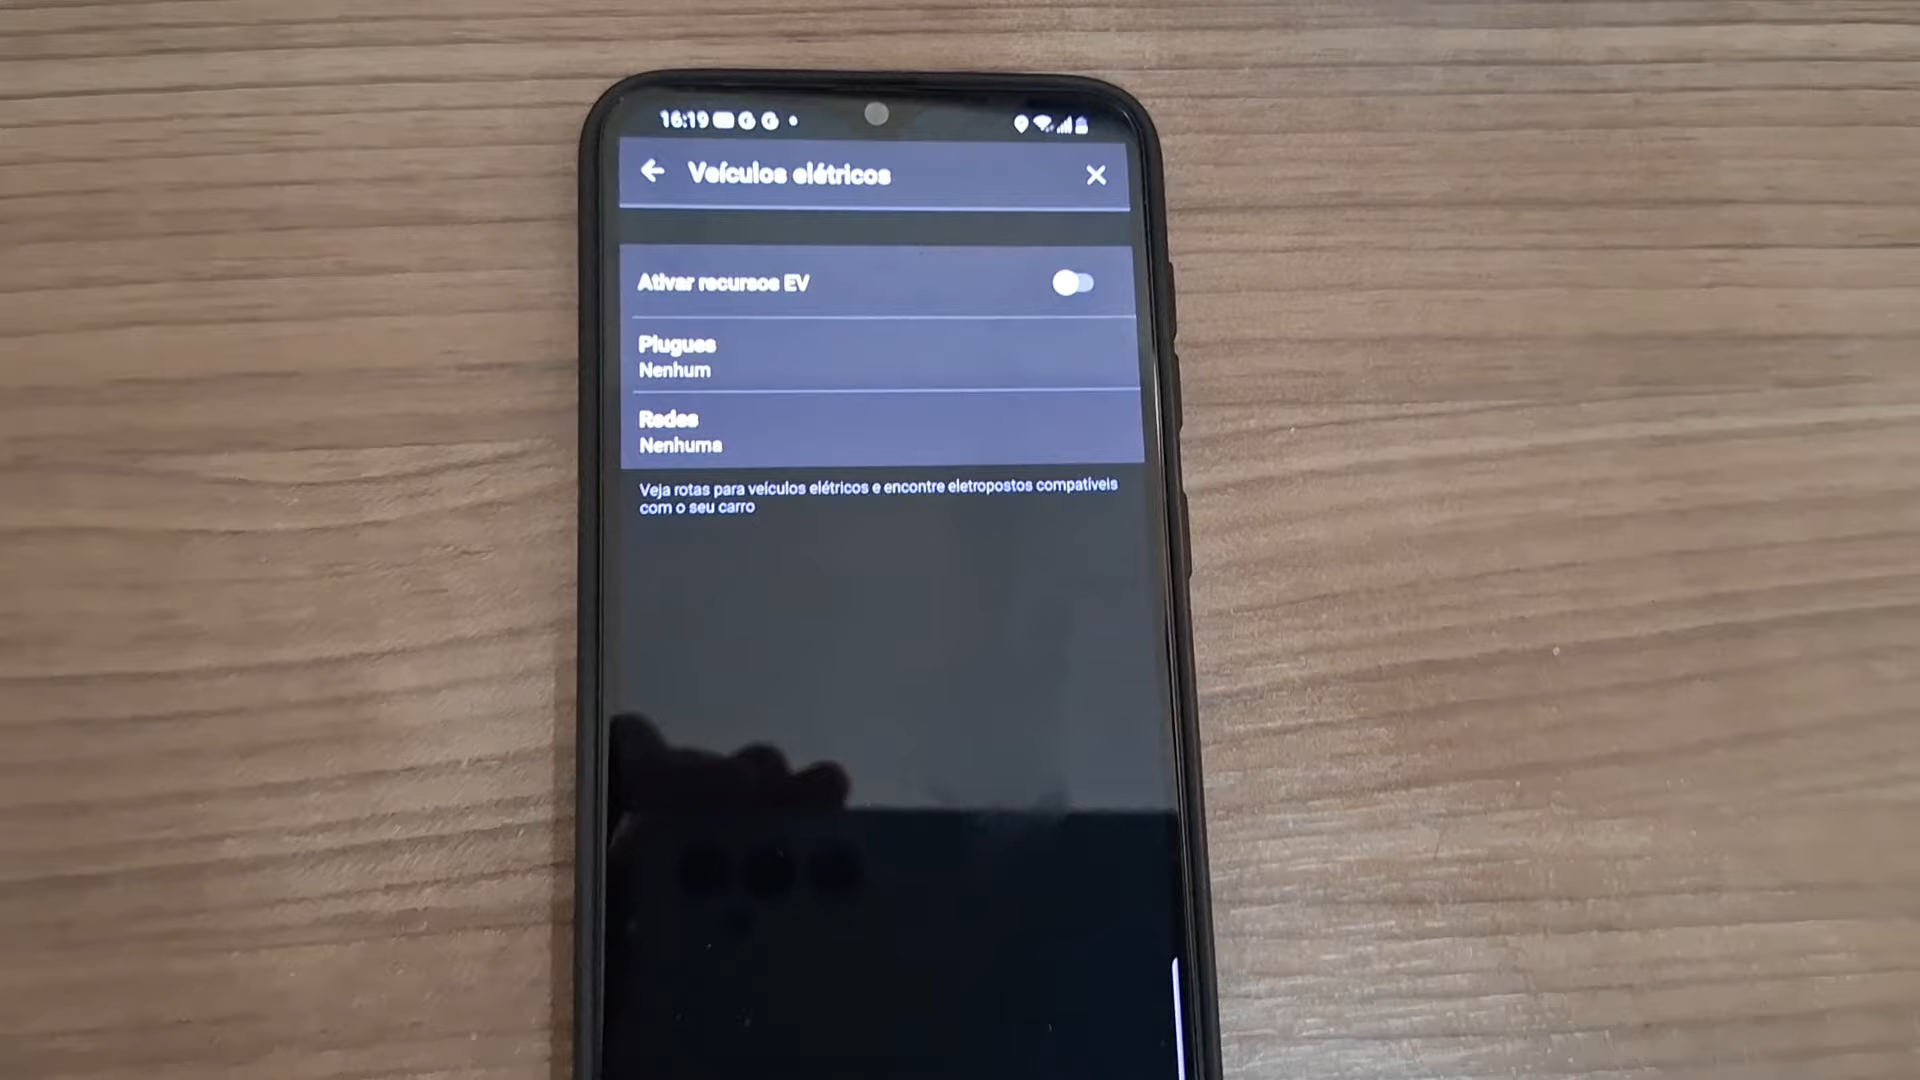 16:19
Veículos elétricos
Ativar recursos EV
Plugues
Nenhum
Redes
Nenhuma
Veja rotas para veículos elétricos e encontre eletropostos compatíveis
com o seu carro